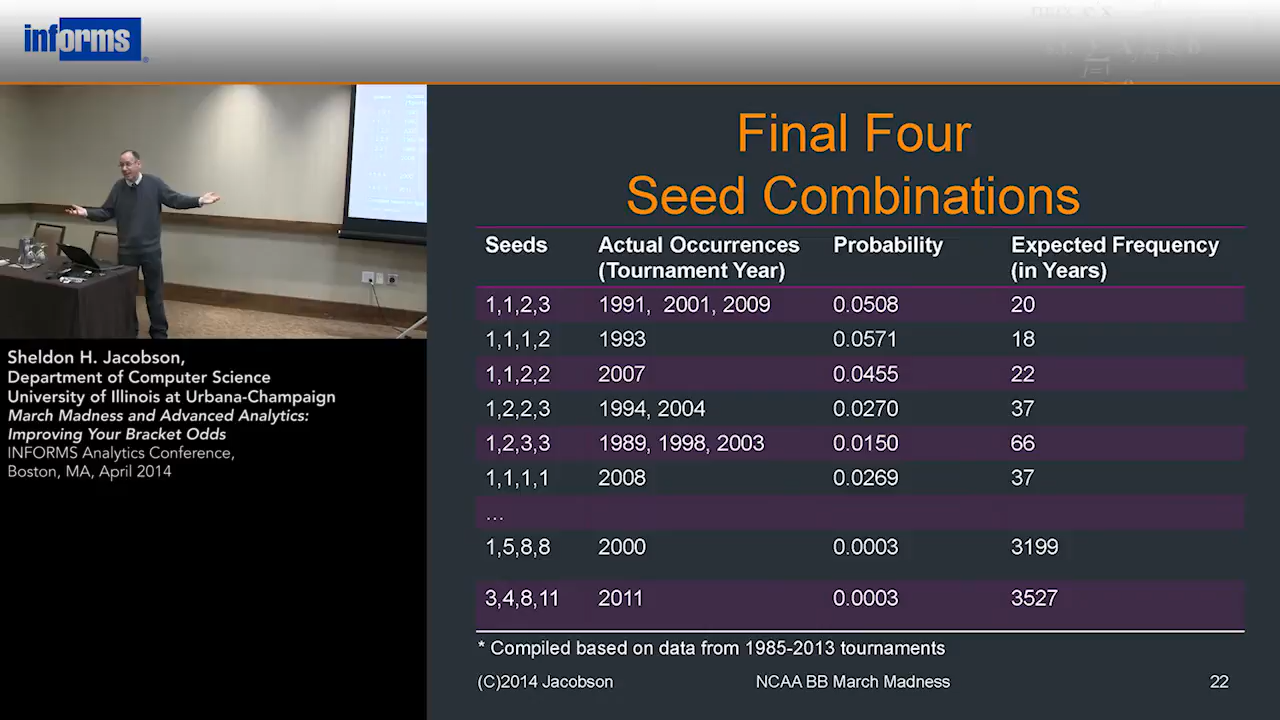 informs
Final Four
Seed Combinations
Seeds Actual Occurrences (Tournament Year) Probability Expected Frequency (in Years)
1,1,2,3 1991, 2001, 2009 0.0508 20
1,1,1,2 1993 0.0571 18
1,1,2,2 2007 0.0455 22
1,2,2,3 1994, 2004 0.0270 37
1,2,3,3 1989, 1998, 2003 0.0150 66
1,1,1,1 2008 0.0269 37
...
1,5,8,8 2000 0.0003 3199
3,4,8,11 2011 0.0003 3527
* Compiled based on data from 1985-2013 tournaments
(C)2014 Jacobson NCAA BB March Madness 22
Sheldon H. Jacobson,
Department of Computer Science
University of Illinois at Urbana-Champaign
March Madness and Advanced Analytics:
Improving Your Bracket Odds
INFORMS Analytics Conference,
Boston, MA, April 2014